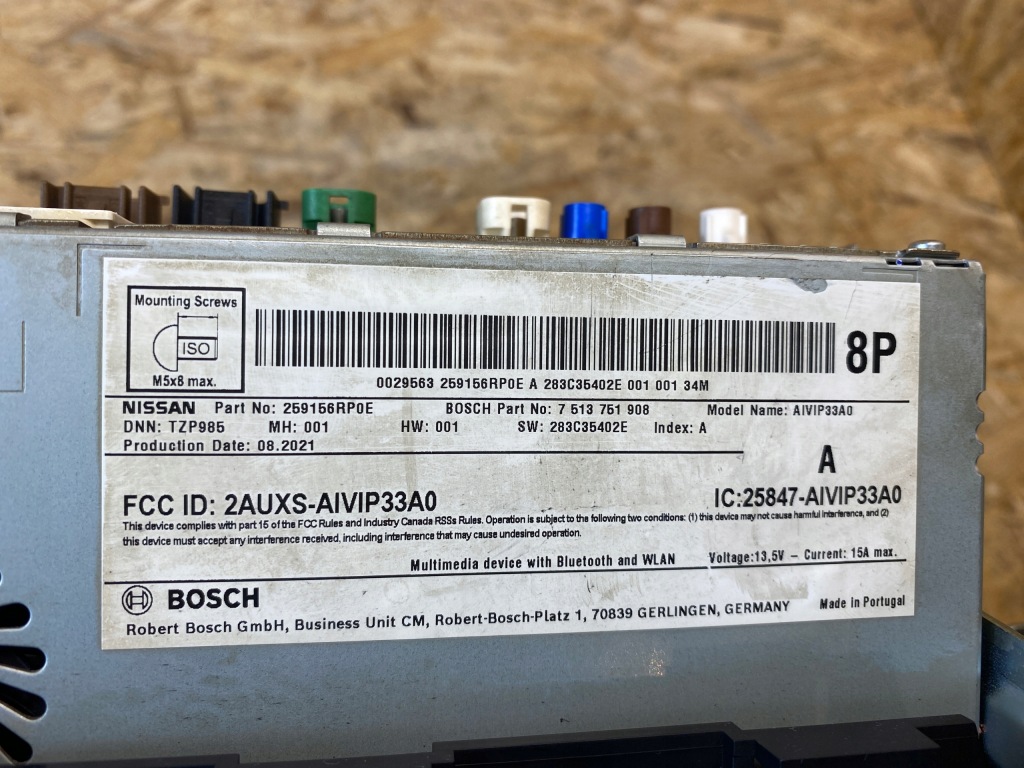 Mounting Screws
ISO
M5x8 max.
8P
0029563 259156RP0E A 283C35402E 001 001 34M
NISSAN Part No: 259156RP0E BOSCH Part No: 7 513 751 908 Model Name: AIVIP33A0
DNN: TZP985 MH: 001 HW: 001 SW: 283C35402E Index: A
Production Date: 08.2021
A
FCC ID: 2AUXS-AIVIP33A0 IC:25847-AIVIP33A0
This device complies with part 15 of the FCC Rules and Industry Canada RSSs Rules. Operation is subject to the following two conditions: (1) this device may not cause harmful interference, and (2)
this device must accept any interference received, including interference that may cause undesired operation.
Multimedia device with Bluetooth and WLAN Voltage:13,5V – Current: 15A max.
BOSCH
Robert Bosch GmbH, Business Unit CM, Robert-Bosch-Platz 1, 70839 GERLINGEN, GERMANY Made in Portugal